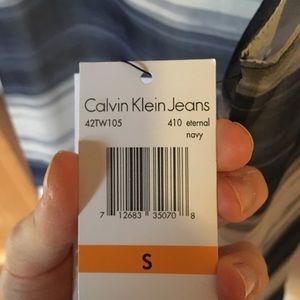 Calvin Klein Jeans
42TW105 410 eternal
navy
7 12683 35070 8
S